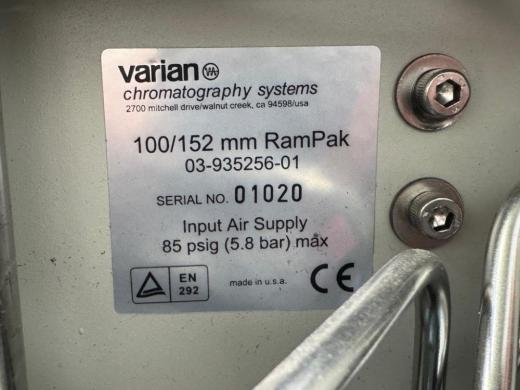 varian
chromatography systems
2700 mitchell drive/walnut creek, ca 94598/usa
100/152 mm RamPak
03-935256-01
SERIAL NO. 01020
Input Air Supply
85 psig (5.8 bar) max
EN
292
made in u.s.a.
CE